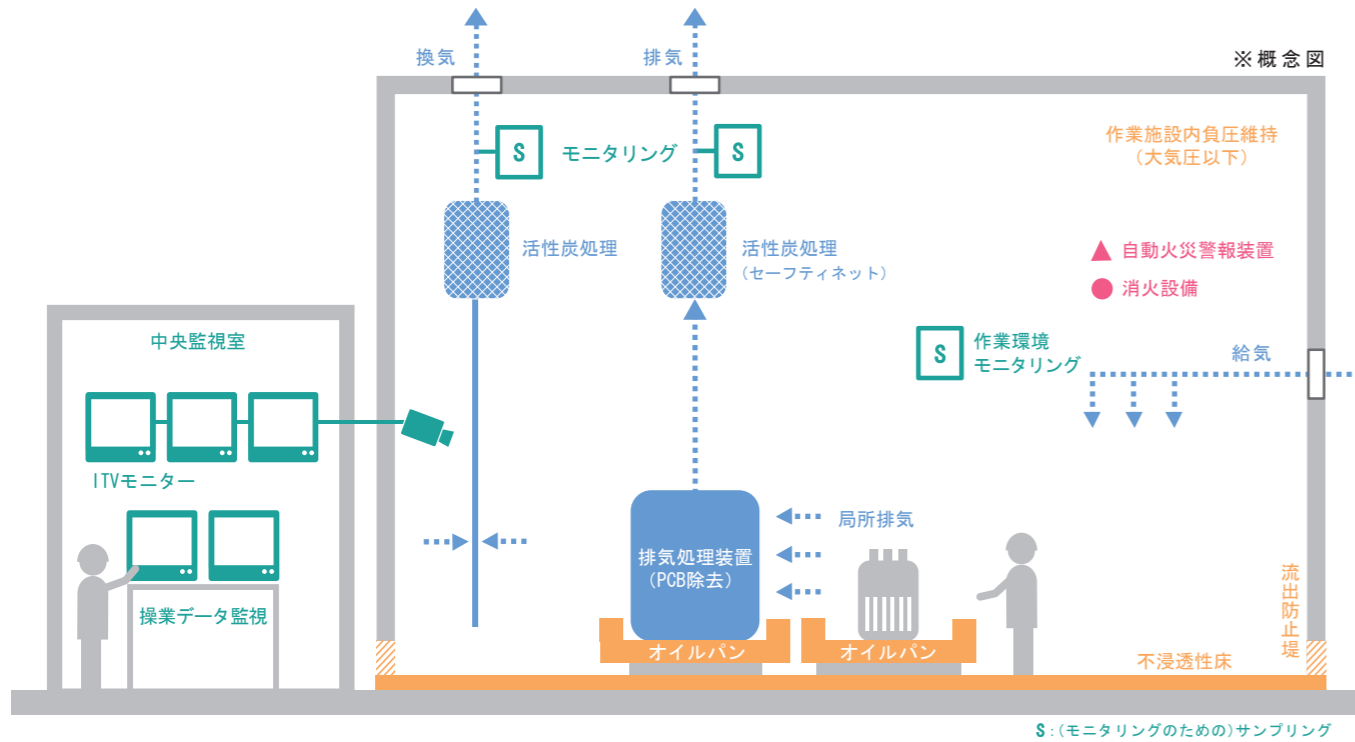 換気
排気
※概念図
作業施設内負圧維持
（大気圧以下）
S
モニタリング
S
活性炭処理
活性炭処理
（セーフティネット）
▲ 自動火災警報装置
● 消火設備
中央監視室
S
作業環境
モニタリング
給気
ITVモニター
局所排気
排気処理装置
（PCB除去）
操業データ監視
流出防止堤
オイルパン
オイルパン
不浸透性床
S：（モニタリングのための）サンプリング